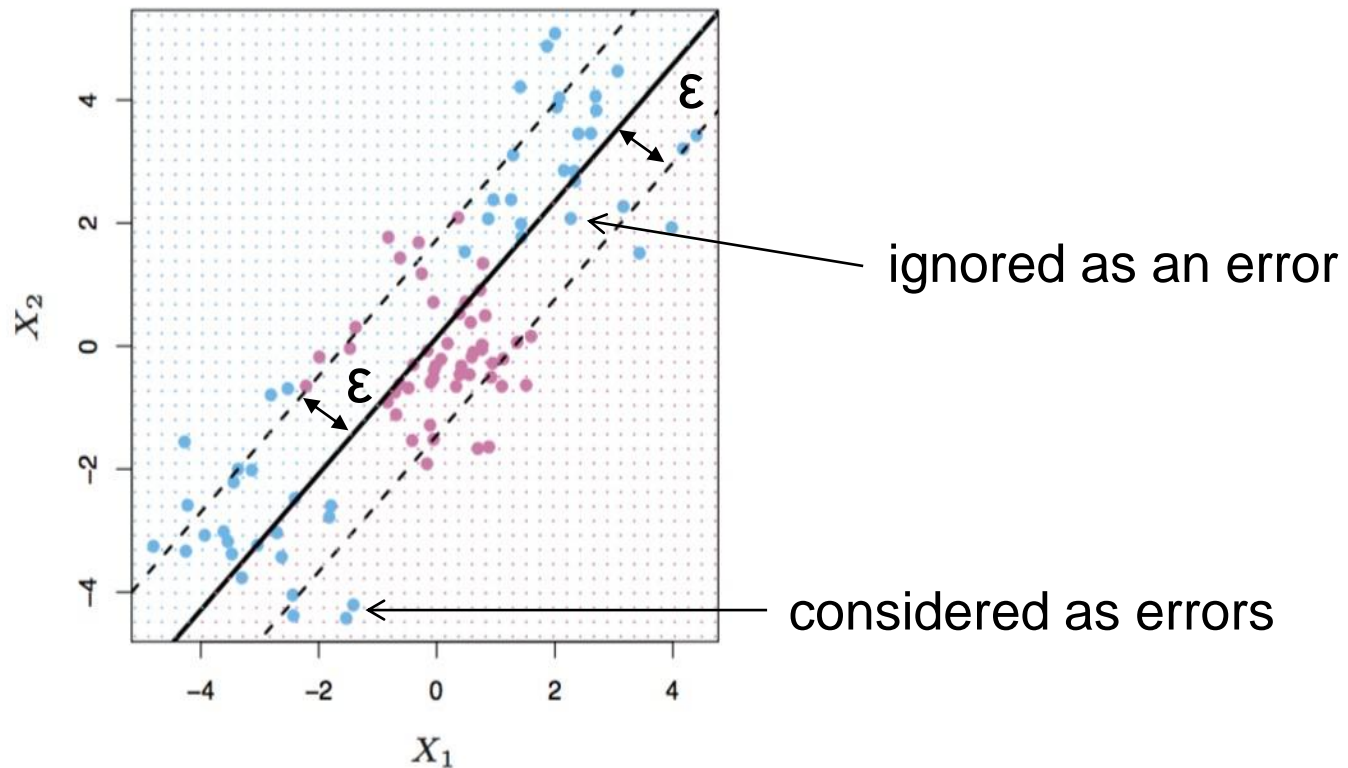 ε
4
ignored as an error
2
X₂
0
ε
−2
−4
considered as errors
−4 −2 0 2 4
X₁